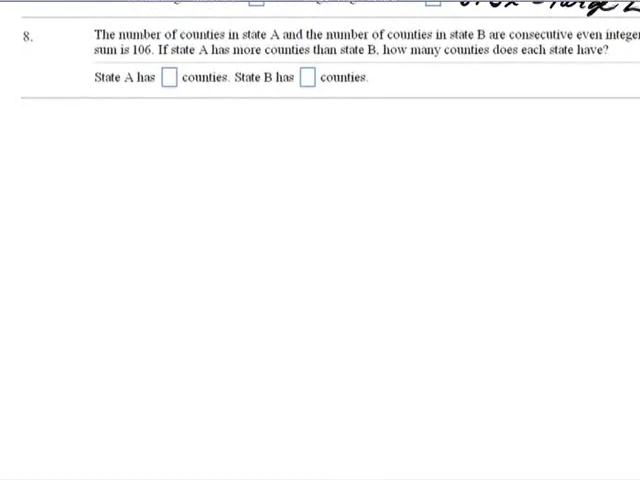 8. The number of counties in state A and the number of counties in state B are consecutive even
sum is 106. If state A has more counties than state B, how many counties does each state have?
State A has counties. State B has counties.